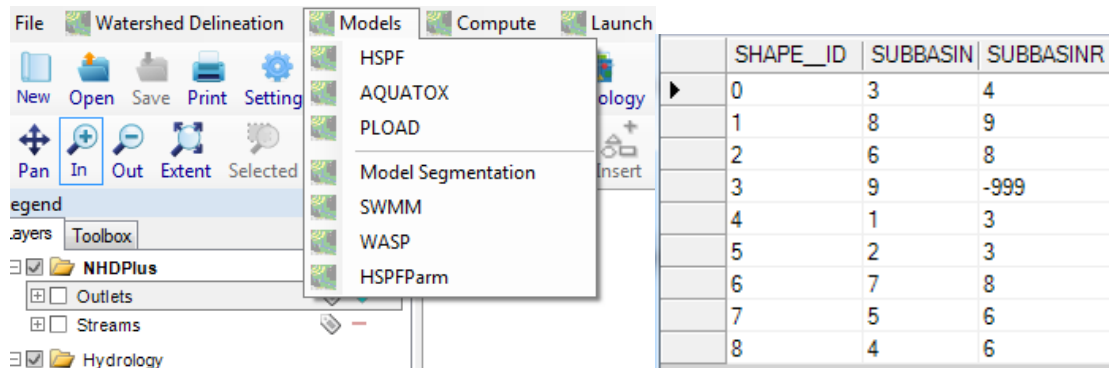 File Watershed Delineation Models Compute Launch
New Open Save Print Setting ology
Pan In Out Extent Selected Insert
egend
ayers Toolbox
NHDPlus
Outlets
Streams
Hydrology
HSPF
AQUATOX
PLOAD
Model Segmentation
SWMM
WASP
HSPFParm
SHAPE__ID SUBBASIN SUBBASINR
0 3 4
1 8 9
2 6 8
3 9 -999
4 1 3
5 2 3
6 7 8
7 5 6
8 4 6